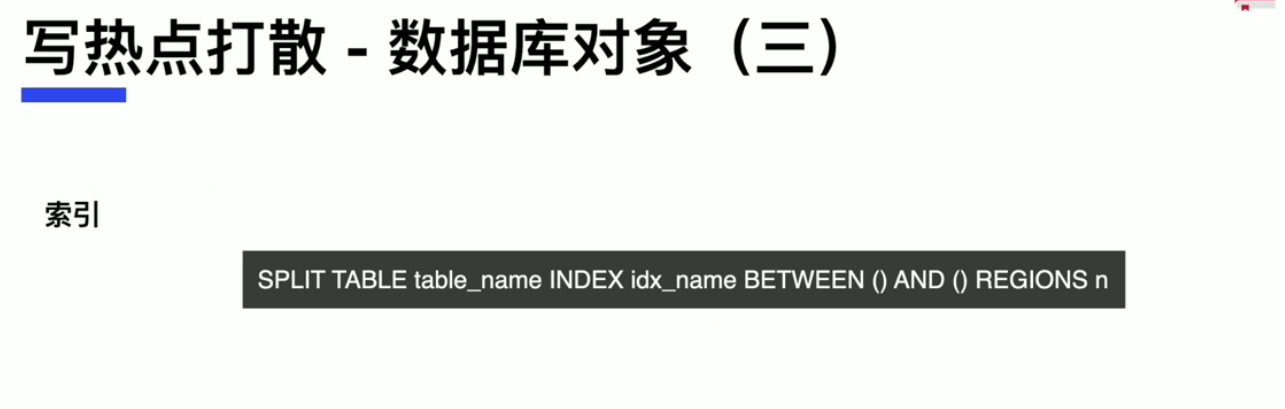 写热点打散 - 数据库对象（三）
索引
SPLIT TABLE table_name INDEX idx_name BETWEEN () AND () REGIONS n